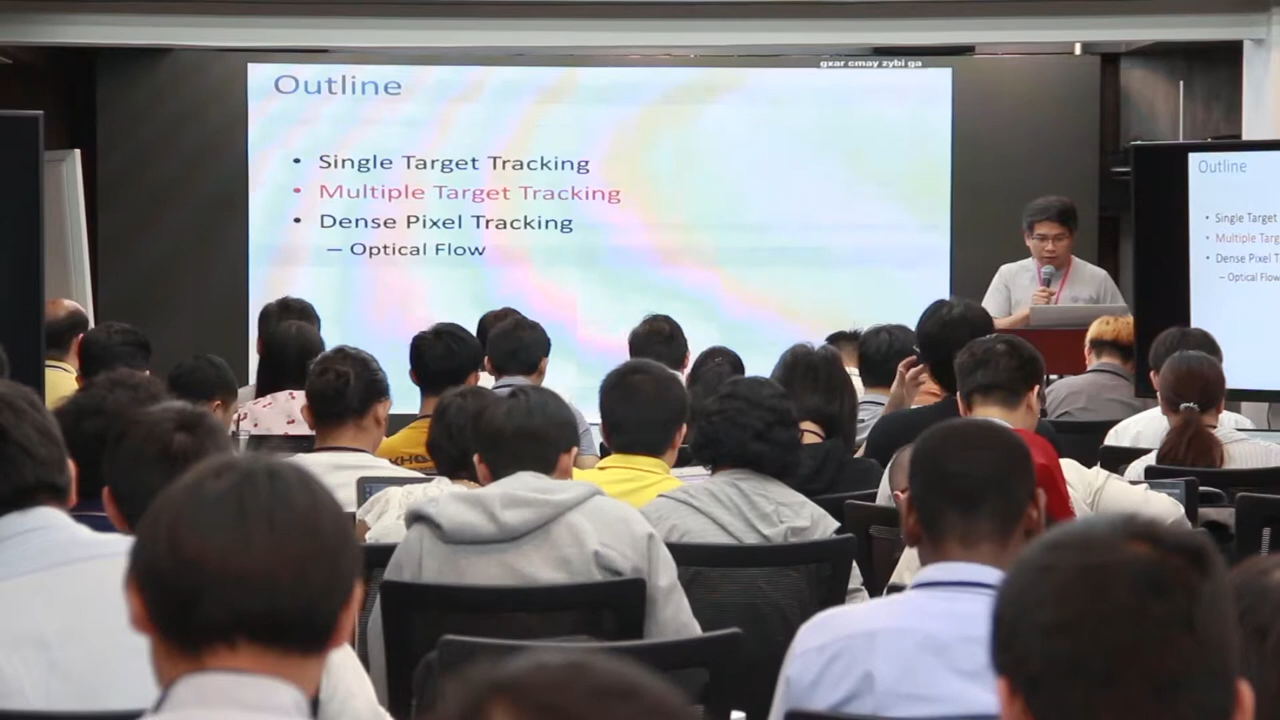 gxar cmay zybi ga
Outline
• Single Target Tracking
• Multiple Target Tracking
• Dense Pixel Tracking
– Optical Flow
Outline
• Single Target
• Multiple Targ
• Dense Pixel T
– Optical Flow
KHO